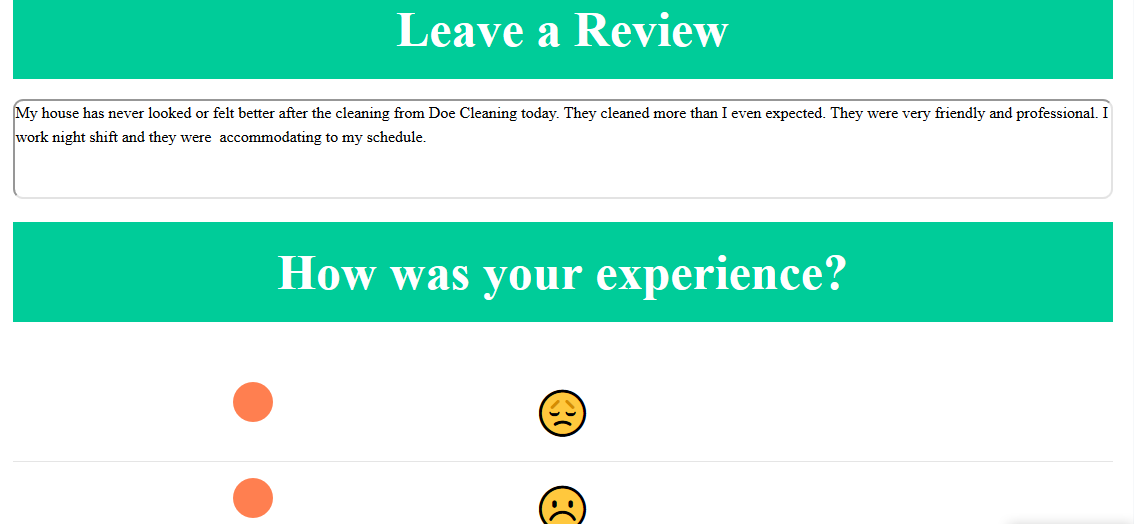 Leave a Review
My house has never looked or felt better after the cleaning from Doe Cleaning today. They cleaned more than I even expected. They were very friendly and professional. I
work night shift and they were  accommodating to my schedule.
How was your experience?